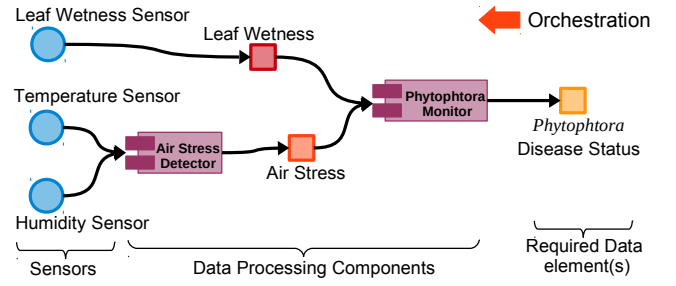 Leaf Wetness Sensor
Orchestration
Leaf Wetness
Temperature Sensor
Phytophtora
Monitor
Air Stress
Detector
Phytophtora
Disease Status
Air Stress
Humidity Sensor
Sensors
Data Processing Components
Required Data
element(s)